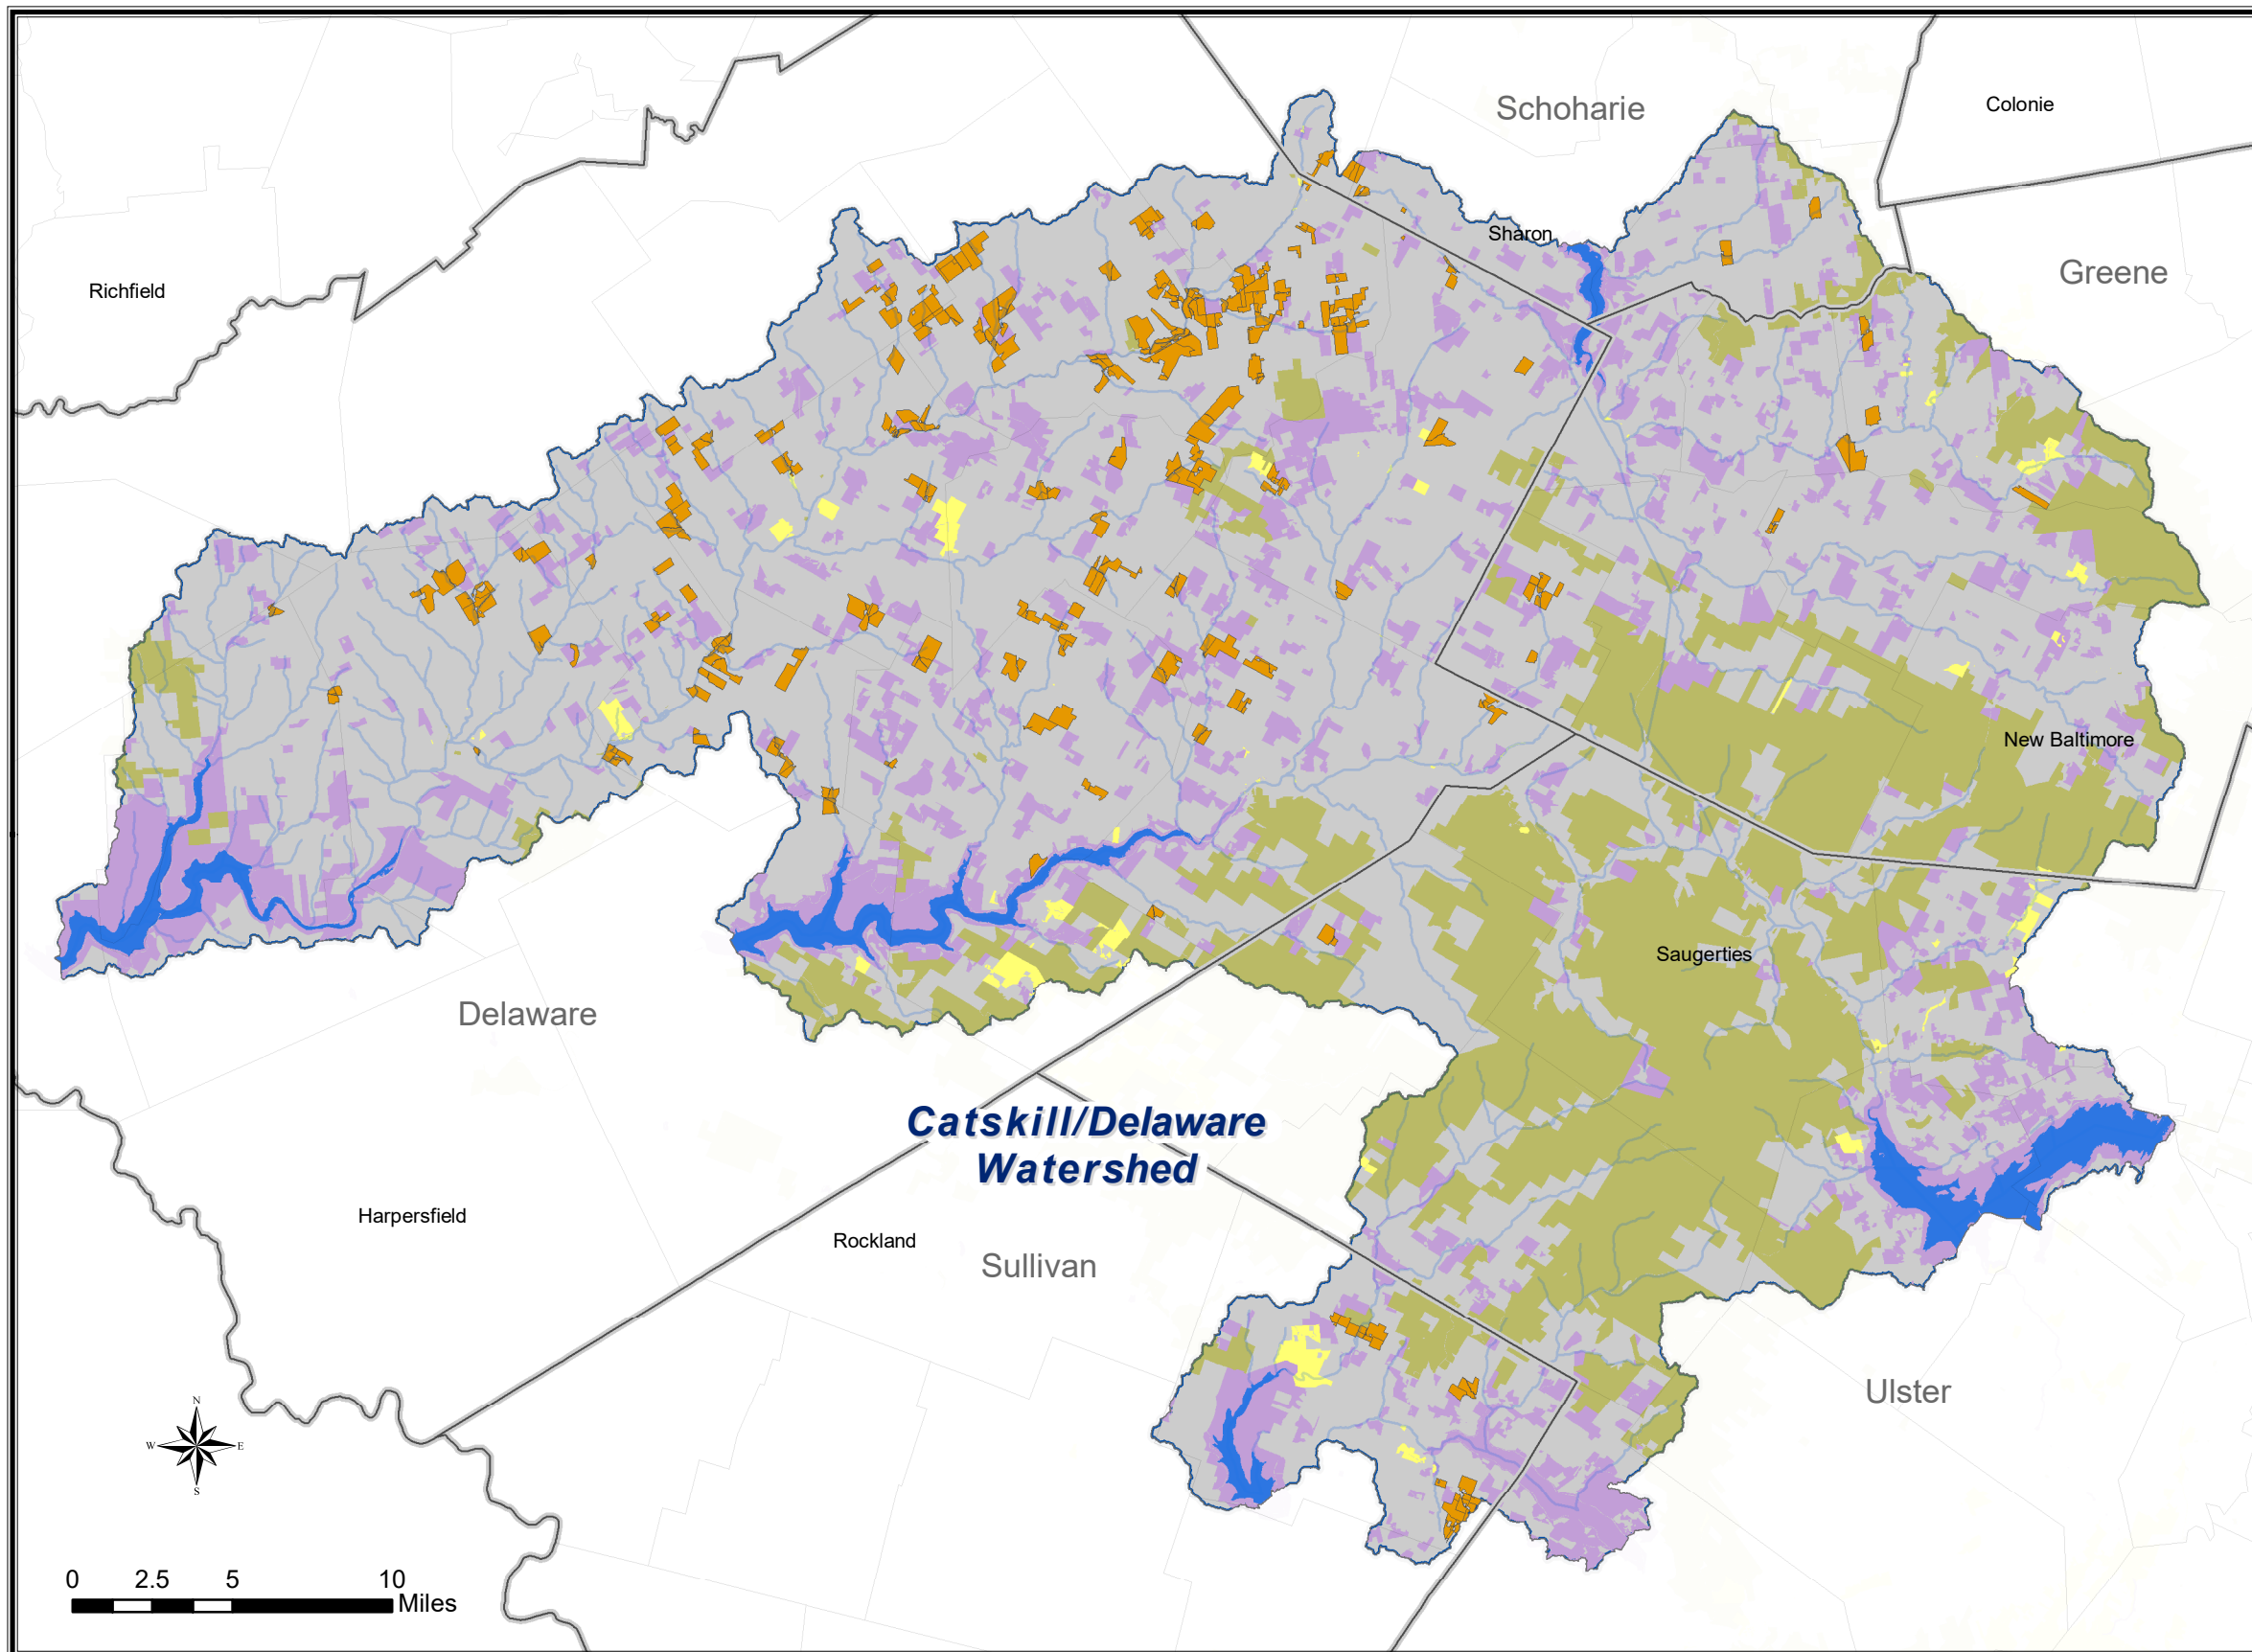 Schoharie
Colonie
Sharon
Greene
Richfield
New Baltimore
Saugerties
Delaware
Catskill/Delaware
Watershed
Harpersfield
Rockland
Sullivan
Ulster
N
W E
S
0 2.5 5 10
Miles